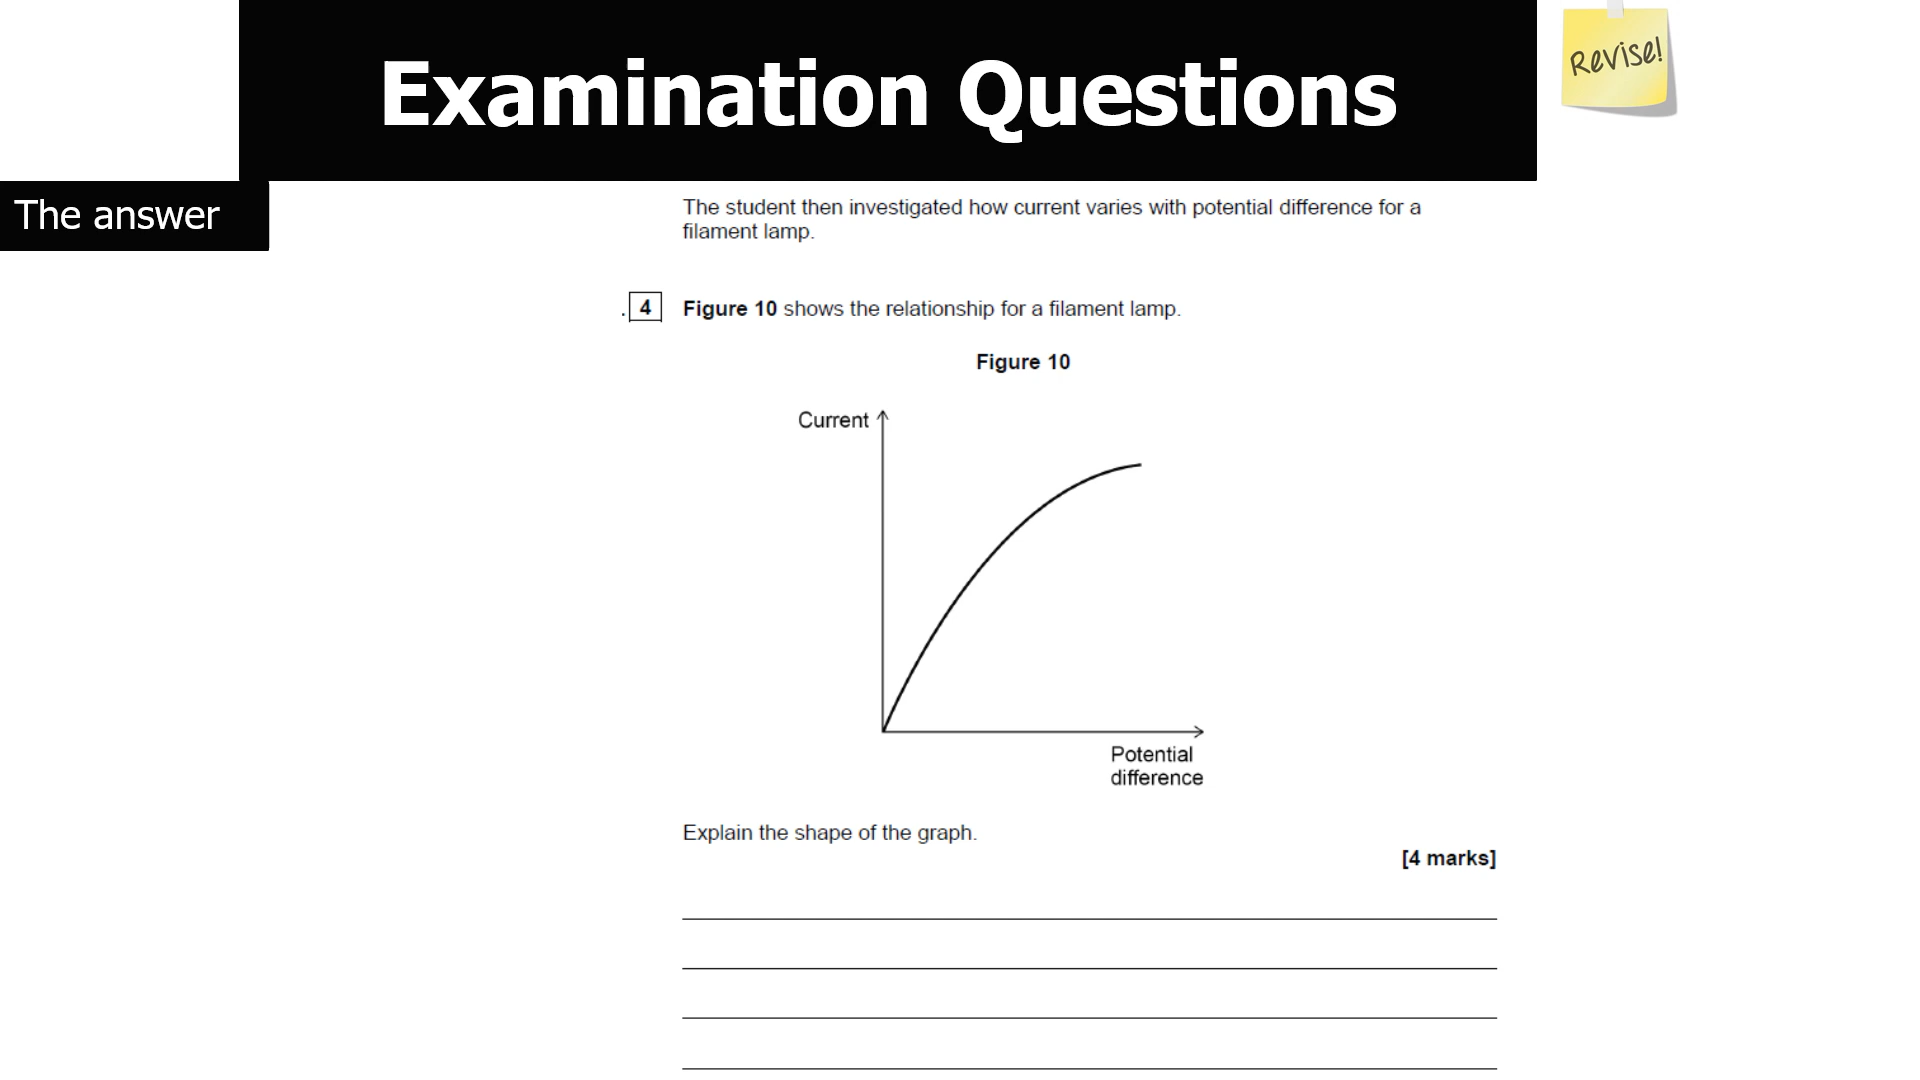 Examination Questions
Revise!
The answer
The student then investigated how current varies with potential difference for a
filament lamp.
. 4 Figure 10 shows the relationship for a filament lamp.
Figure 10
Current
Potential
difference
Explain the shape of the graph.
[4 marks]